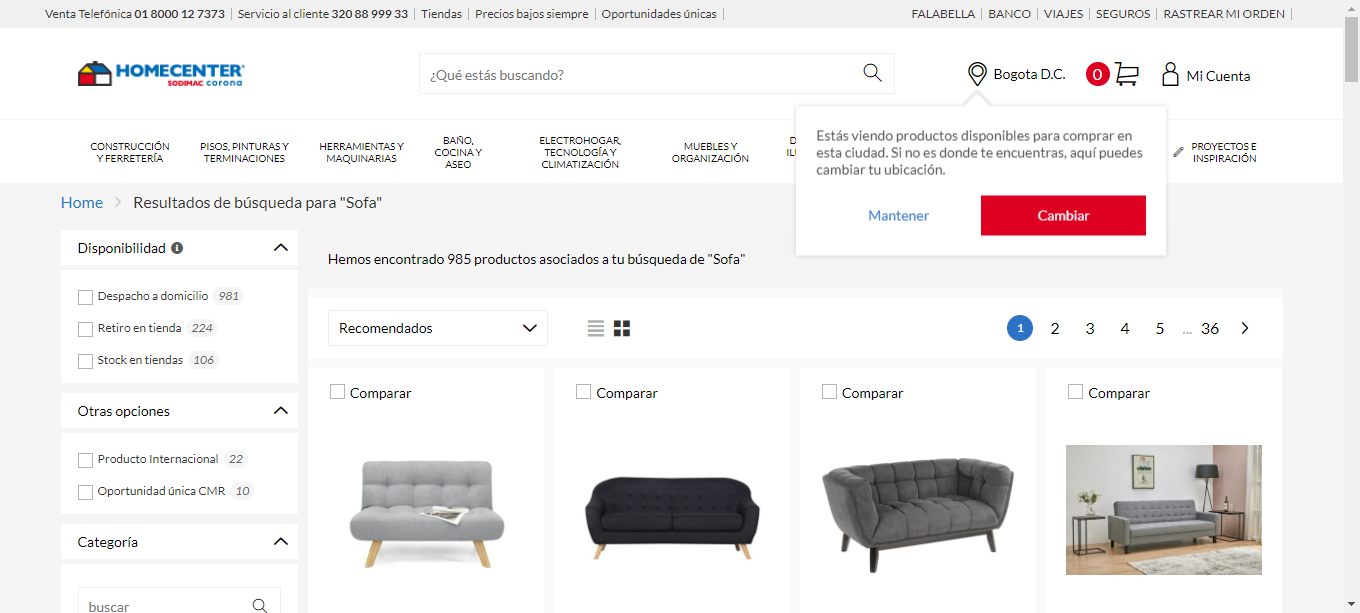 Venta Telefónica 01 8000 12 7373 | Servicio al cliente 320 88 999 33 | Tiendas | Precios bajos siempre | Oportunidades únicas |
FALABELLA | BANCO | VIAJES | SEGUROS | RASTREAR MI ORDEN |
HOMECENTER
SODIMAC corona
¿Qué estás buscando?
Bogota D.C.
0
Mi Cuenta
CONSTRUCCIÓN
Y FERRETERÍA
PISOS, PINTURAS Y
TERMINACIONES
HERRAMIENTAS Y
MAQUINARIAS
BAÑO,
COCINA Y
ASEO
ELECTROHOGAR,
TECNOLOGÍA Y
CLIMATIZACIÓN
MUEBLES Y
ORGANIZACIÓN
PROYECTOS E
INSPIRACIÓN
Estás viendo productos disponibles para comprar en
esta ciudad. Si no es donde te encuentras, aquí puedes
cambiar tu ubicación.
Mantener
Cambiar
Home > Resultados de búsqueda para "Sofa"
Disponibilidad
Despacho a domicilio 981
Retiro en tienda 224
Stock en tiendas 106
Otras opciones
Producto Internacional 22
Oportunidad única CMR 10
Categoría
buscar
Hemos encontrado 985 productos asociados a tu búsqueda de "Sofa"
Recomendados
1 2 3 4 5 ... 36 >
Comparar
Comparar
Comparar
Comparar